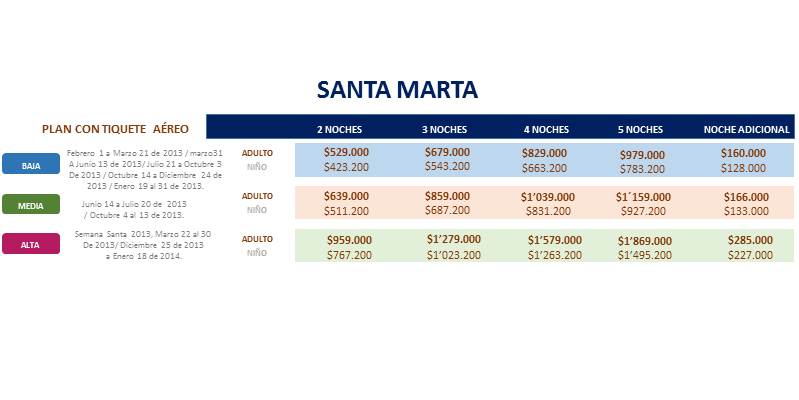 SANTA MARTA
PLAN CON TIQUETE AÉREO 2 NOCHES 3 NOCHES 4 NOCHES 5 NOCHES NOCHE ADICIONAL
BAJA
Febrero 1 a Marzo 21 de 2013 / marzo31
A Junio 13 de 2013/ Julio 21 a Octubre 3
De 2013 / Octubre 14 a Diciembre 24 de
2013 / Enero 19 al 31 de 2013.
ADULTO $529.000 $679.000 $829.000 $979.000 $160.000
NIÑO $423.200 $543.200 $663.200 $783.200 $128.000
MEDIA
Junio 14 a Julio 20 de 2013
/ Octubre 4 al 13 de 2013.
ADULTO $639.000 $859.000 $1'039.000 $1´159.000 $166.000
NIÑO $511.200 $687.200 $831.200 $927.200 $133.000
ALTA
Semana Santa 2013, Marzo 22 al 30
De 2013/ Diciembre 25 de 2013
a Enero 18 de 2014.
ADULTO $959.000 $1'279.000 $1'579.000 $1'869.000 $285.000
NIÑO $767.200 $1'023.200 $1'263.200 $1'495.200 $227.000